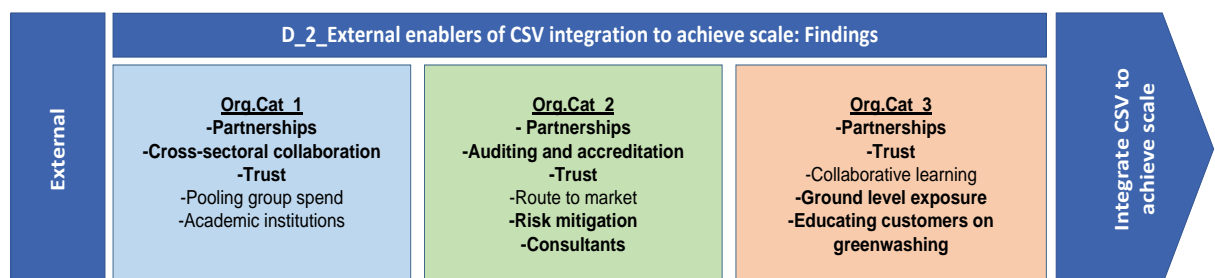 D_2_External enablers of CSV integration to achieve scale: Findings
External
Org.Cat_1
-Partnerships
-Cross-sectoral collaboration
-Trust
-Pooling group spend
-Academic institutions
Org.Cat_2
- Partnerships
-Auditing and accreditation
-Trust
-Route to market
-Risk mitigation
-Consultants
Org.Cat_3
-Partnerships
-Trust
-Collaborative learning
-Ground level exposure
-Educating customers on
greenwashing
Integrate CSV to
achieve scale